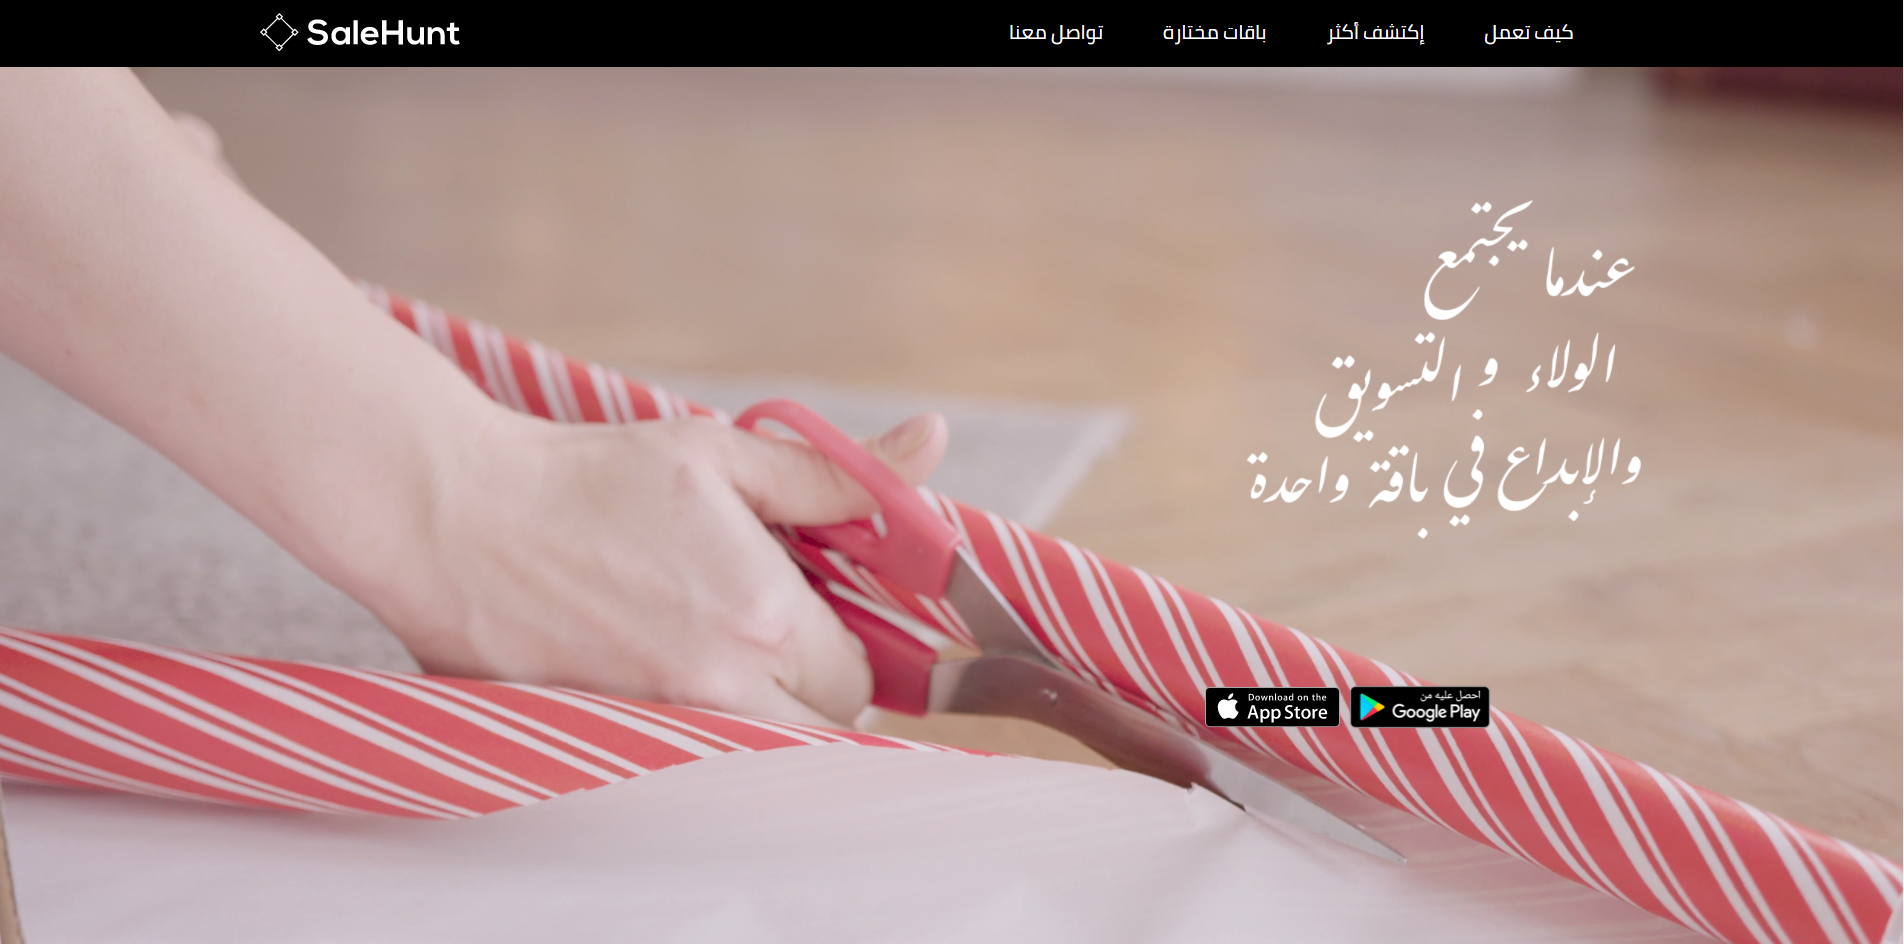 SaleHunt
كيف تعمل
إكتشف أكثر
باقات مختارة
تواصل معنا
عندما يجتمع
الولاء و التسويق
والإبداع في باقة واحدة
Download on the
App Store
احصل عليه من
Google Play